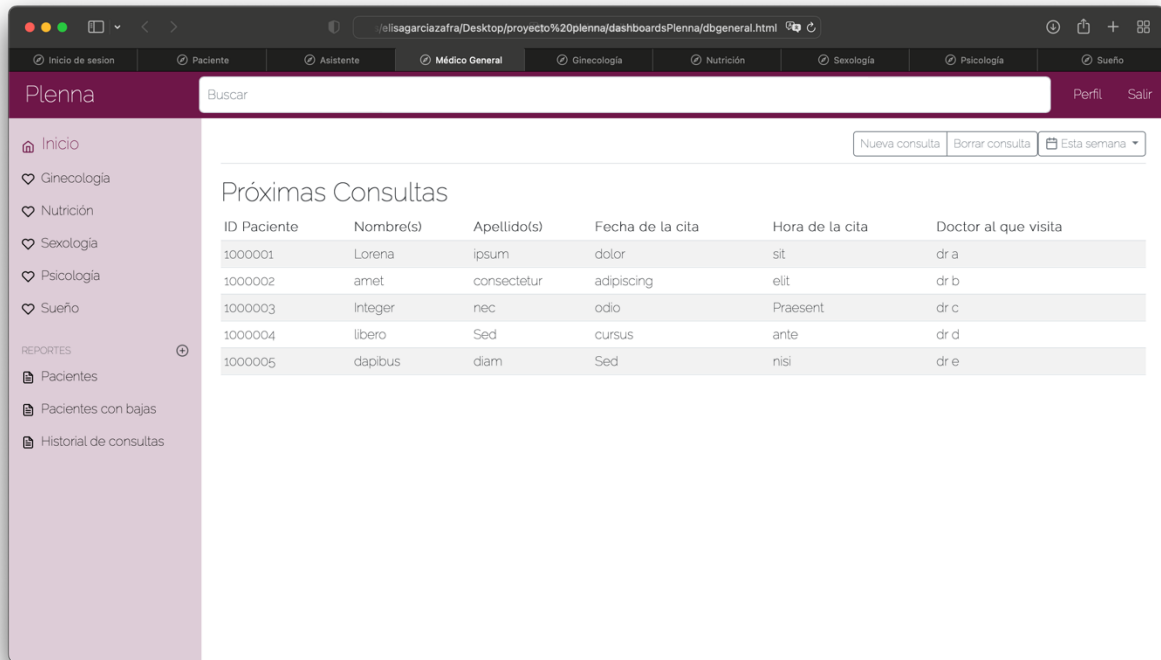 /elisagarciazafra/Desktop/proyecto%20plenna/dashboardsPlenna/dbgeneral.html
Inicio de sesion Paciente Asistente Médico General Ginecología Nutrición Sexología Psicología Sueño
Plenna Buscar Perfil Salir
Inicio
Ginecología
Nutrición
Sexología
Psicología
Sueño
REPORTES
Pacientes
Pacientes con bajas
Historial de consultas
Nueva consulta Borrar consulta Esta semana
Próximas Consultas
ID Paciente Nombre(s) Apellido(s) Fecha de la cita Hora de la cita Doctor al que visita
1000001 Lorena ipsum dolor sit dr a
1000002 amet consectetur adipiscing elit dr b
1000003 Integer nec odio Praesent dr c
1000004 libero Sed cursus ante dr d
1000005 dapibus diam Sed nisi dr e